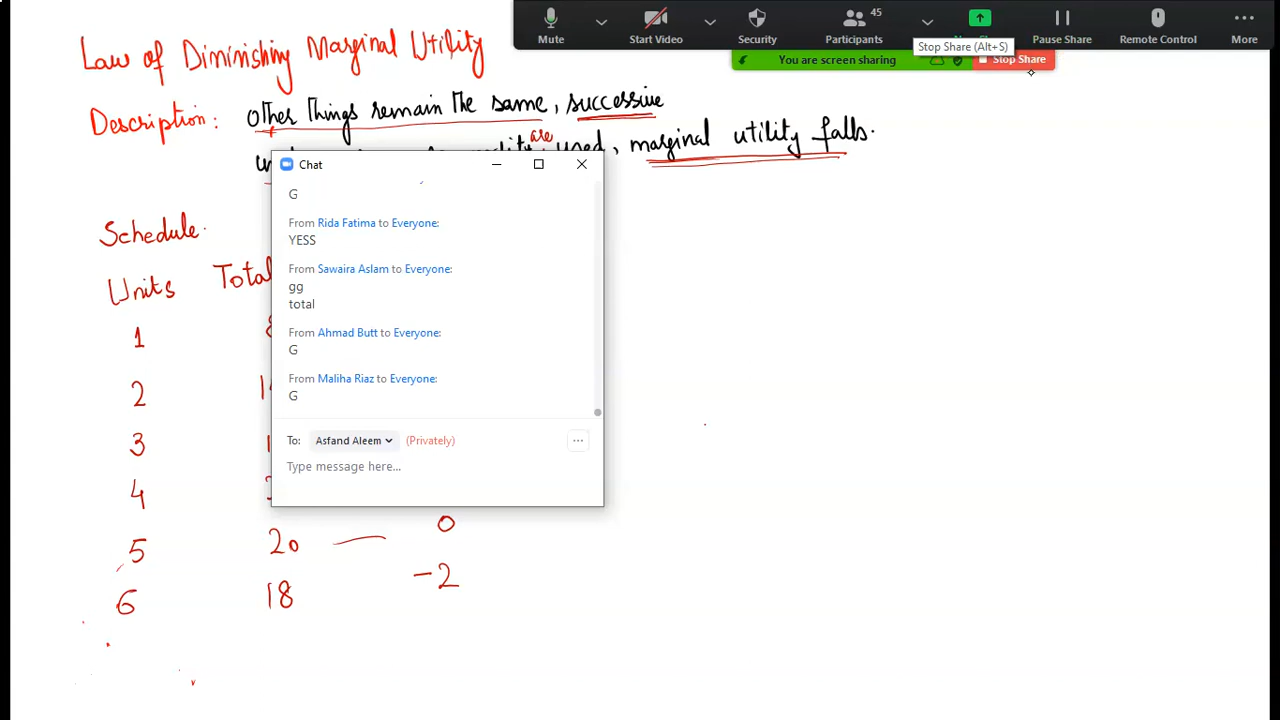 Law of Diminishing Marginal Utility
Mute
Start Video
Security
45
Participants
Stop Share (Alt+S)
Pause Share
Remote Control
More
You are screen sharing
Stop Share
Description: other things remain the same, successive
are
used, marginal utility falls.
Chat
G
From Rida Fatima to Everyone:
YESS
From Sawaira Aslam to Everyone:
gg
total
From Ahmad Butt to Everyone:
G
From Maliha Riaz to Everyone:
G
To: Asfand Aleem (Privately)
Type message here...
Schedule.
Units Total
1
2
3
4
0
5 20
6 18 -2